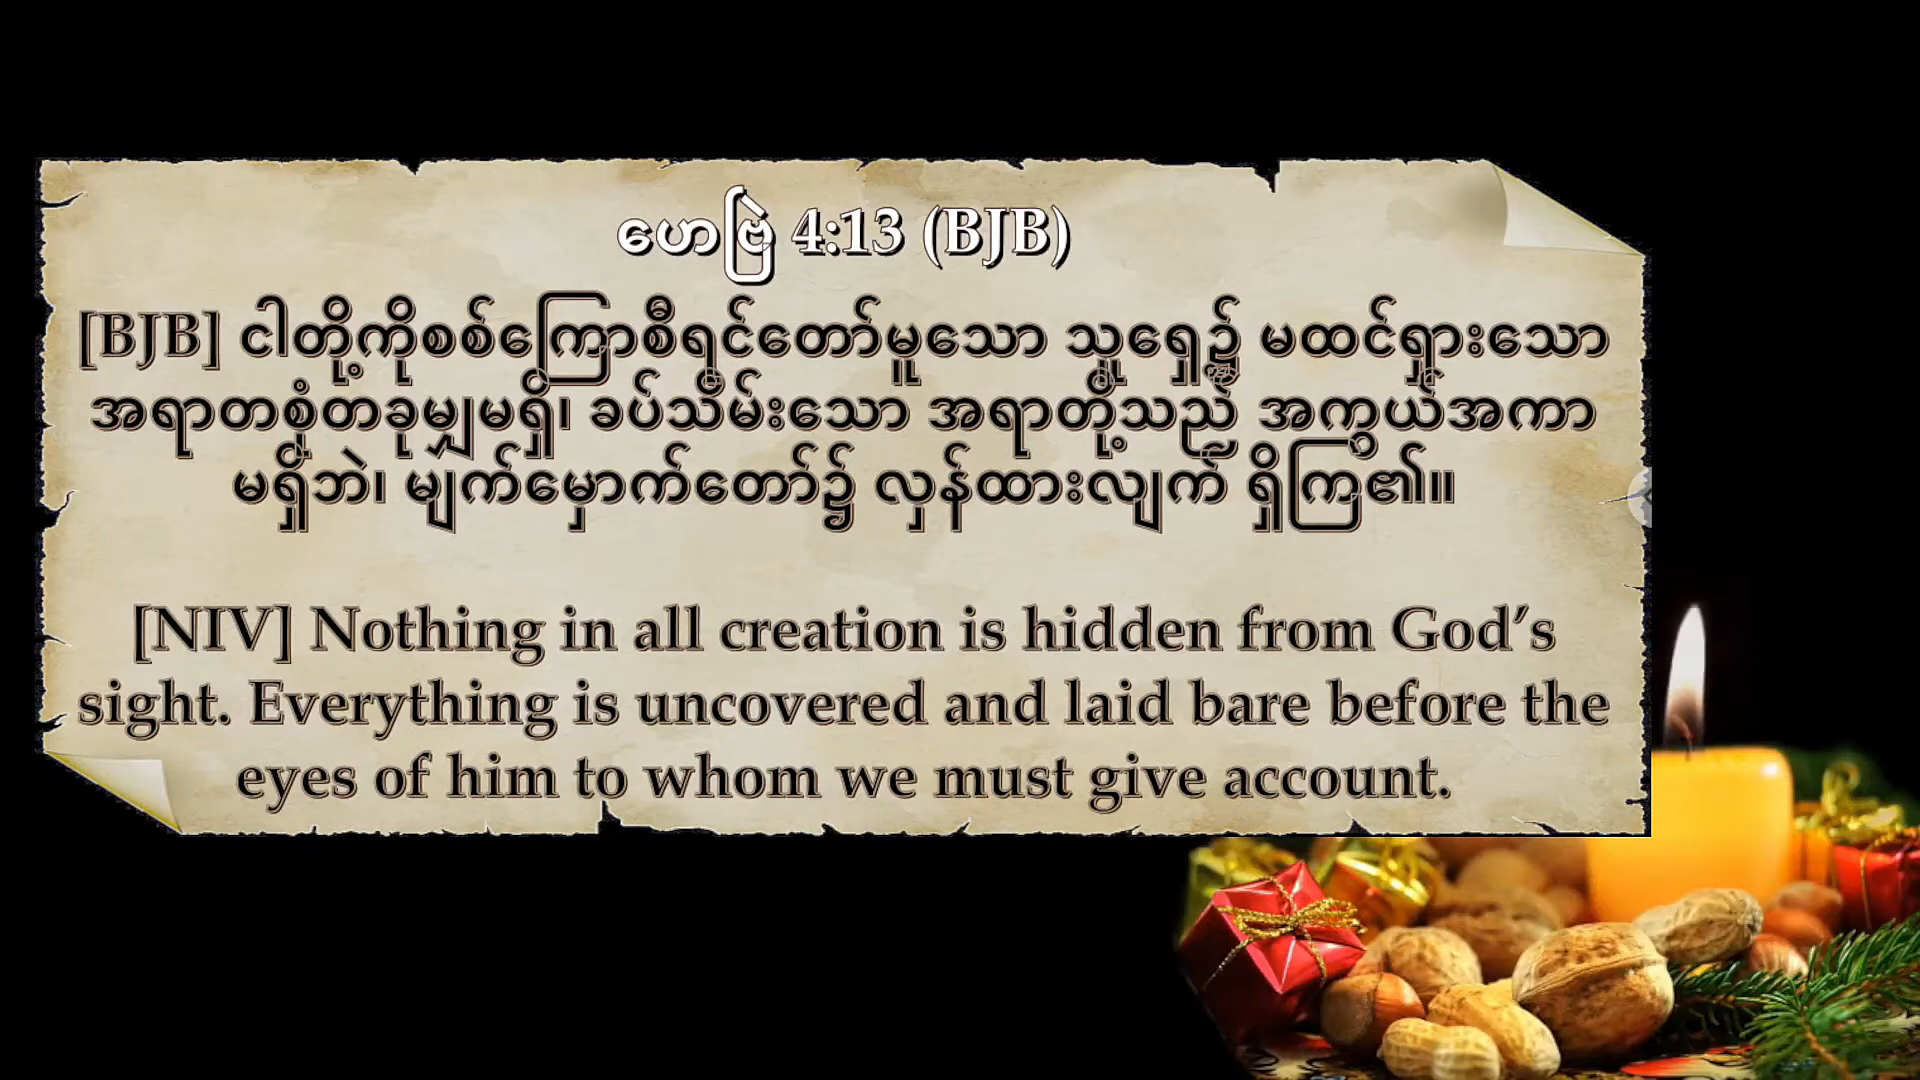 ဟေဗြဲ 4:13 (BJB)
[BJB] ငါတို့ကိုစစ်ကြောစီရင်တော်မူသော သူရှေ့၌ မထင်ရှားသော
အရာတစုံတခုမျှမရှိ၊ ခပ်သိမ်းသော အရာတို့သည် အကွယ်အကာ
မရှိဘဲ၊ မျက်မှောက်တော်၌ လှန်ထားလျက် ရှိကြ၏။
[NIV] Nothing in all creation is hidden from God’s
sight. Everything is uncovered and laid bare before the
eyes of him to whom we must give account.